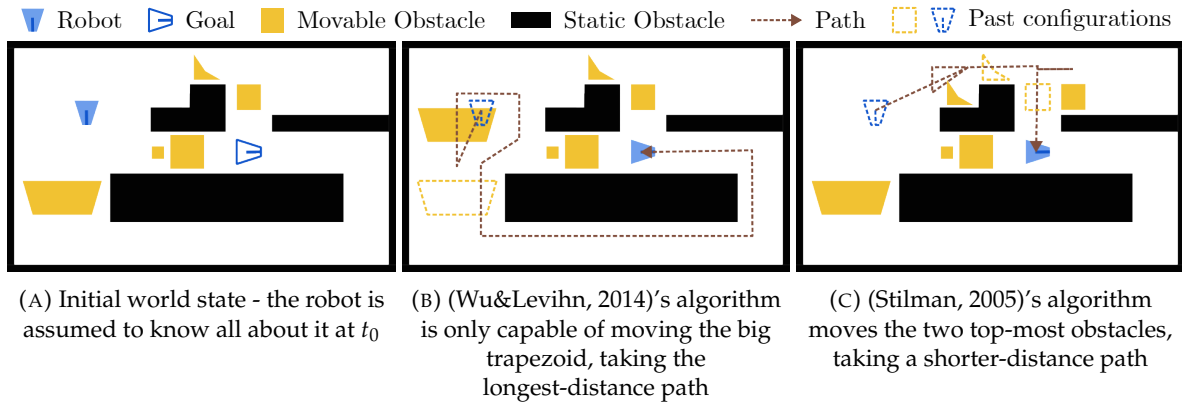 Robot Goal Movable Obstacle Static Obstacle Path Past configurations
(A) Initial world state - the robot is
assumed to know all about it at t₀
(B) (Wu&Levihn, 2014)'s algorithm
is only capable of moving the big
trapezoid, taking the
longest-distance path
(C) (Stilman, 2005)'s algorithm
moves the two top-most obstacles,
taking a shorter-distance path